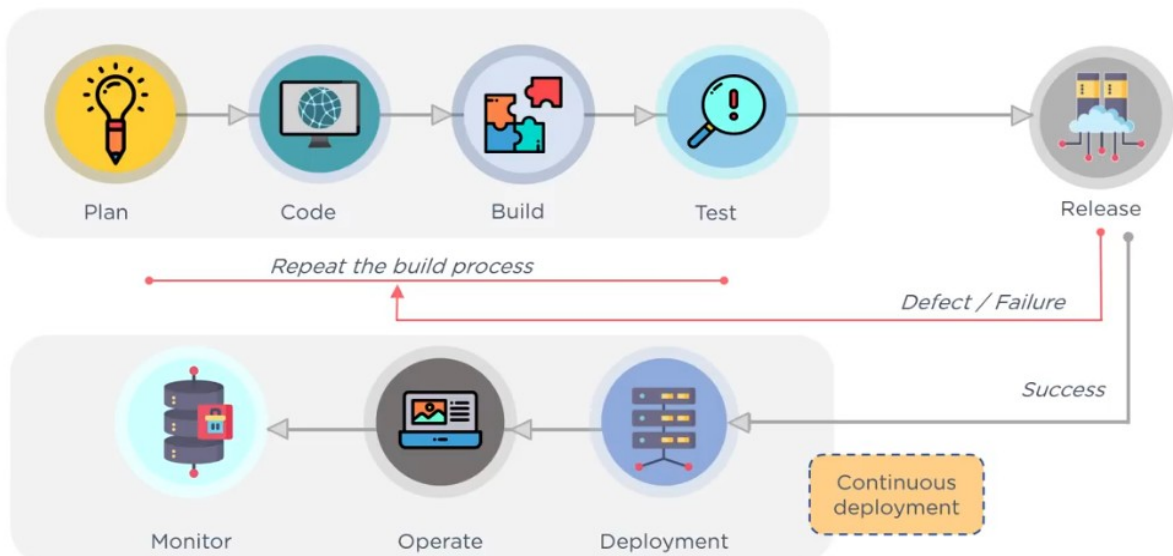 Plan
Code
Build
Test
Release
Repeat the build process
Defect / Failure
Success
Continuous
deployment
Monitor
Operate
Deployment